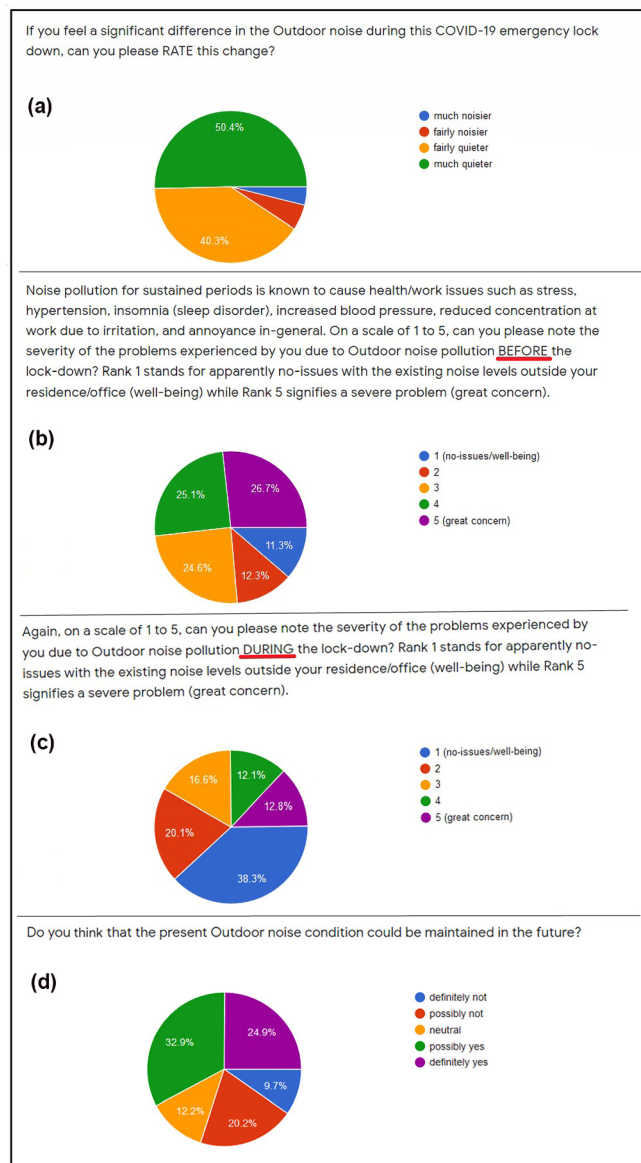 If you feel a significant difference in the Outdoor noise during this COVID-19 emergency lock
down, can you please RATE this change?
(a)
50.4%
40.3%
much noisier
fairly noisier
fairly quieter
much quieter
Noise pollution for sustained periods is known to cause health/work issues such as stress,
hypertension, insomnia (sleep disorder), increased blood pressure, reduced concentration at
work due to irritation, and annoyance in-general. On a scale of 1 to 5, can you please note the
severity of the problems experienced by you due to Outdoor noise pollution BEFORE the
lock-down? Rank 1 stands for apparently no-issues with the existing noise levels outside your
residence/office (well-being) while Rank 5 signifies a severe problem (great concern).
(b)
25.1%
26.7%
11.3%
24.6%
12.3%
1 (no-issues/well-being)
2
3
4
5 (great concern)
Again, on a scale of 1 to 5, can you please note the severity of the problems experienced by
you due to Outdoor noise pollution DURING the lock-down? Rank 1 stands for apparently no-
issues with the existing noise levels outside your residence/office (well-being) while Rank 5
signifies a severe problem (great concern).
(c)
16.6%
12.1%
12.8%
20.1%
38.3%
1 (no-issues/well-being)
2
3
4
5 (great concern)
Do you think that the present Outdoor noise condition could be maintained in the future?
(d)
32.9%
24.9%
9.7%
12.2%
20.2%
definitely not
possibly not
neutral
possibly yes
definitely yes